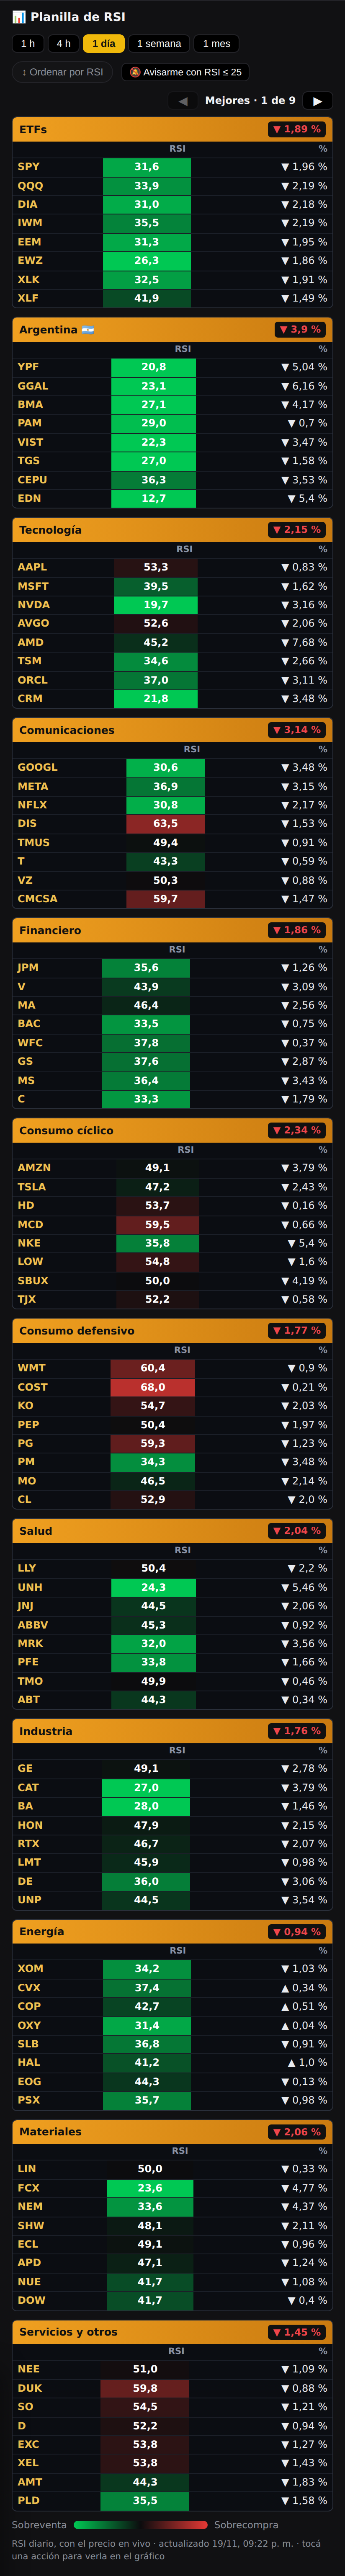 📊 Planilla de RSI
1 h 4 h 1 día 1 semana 1 mes
↕ Ordenar por RSI 🔕 Avisarme con RSI ≤ 25
◀ Mejores · 1 de 9 ▶
ETFs ▼ 1,89 %
RSI %
SPY 31,6 ▼ 1,96 %
QQQ 33,9 ▼ 2,19 %
DIA 31,0 ▼ 2,18 %
IWM 35,5 ▼ 2,19 %
EEM 31,3 ▼ 1,95 %
EWZ 26,3 ▼ 1,86 %
XLK 32,5 ▼ 1,91 %
XLF 41,9 ▼ 1,49 %
Argentina 🇦🇷 ▼ 3,9 %
RSI %
YPF 20,8 ▼ 5,04 %
GGAL 23,1 ▼ 6,16 %
BMA 27,1 ▼ 4,17 %
PAM 29,0 ▼ 0,7 %
VIST 22,3 ▼ 3,47 %
TGS 27,0 ▼ 1,58 %
CEPU 36,3 ▼ 3,53 %
EDN 12,7 ▼ 5,4 %
Tecnología ▼ 2,15 %
RSI %
AAPL 53,3 ▼ 0,83 %
MSFT 39,5 ▼ 1,62 %
NVDA 19,7 ▼ 3,16 %
AVGO 52,6 ▼ 2,06 %
AMD 45,2 ▼ 7,68 %
TSM 34,6 ▼ 2,66 %
ORCL 37,0 ▼ 3,11 %
CRM 21,8 ▼ 3,48 %
Comunicaciones ▼ 3,14 %
RSI %
GOOGL 30,6 ▼ 3,48 %
META 36,9 ▼ 3,15 %
NFLX 30,8 ▼ 2,17 %
DIS 63,5 ▼ 1,53 %
TMUS 49,4 ▼ 0,91 %
T 43,3 ▼ 0,59 %
VZ 50,3 ▼ 0,88 %
CMCSA 59,7 ▼ 1,47 %
Financiero ▼ 1,86 %
RSI %
JPM 35,6 ▼ 1,26 %
V 43,9 ▼ 3,09 %
MA 46,4 ▼ 2,56 %
BAC 33,5 ▼ 0,75 %
WFC 37,8 ▼ 0,37 %
GS 37,6 ▼ 2,87 %
MS 36,4 ▼ 3,43 %
C 33,3 ▼ 1,79 %
Consumo cíclico ▼ 2,34 %
RSI %
AMZN 49,1 ▼ 3,79 %
TSLA 47,2 ▼ 2,43 %
HD 53,7 ▼ 0,16 %
MCD 59,5 ▼ 0,66 %
NKE 35,8 ▼ 5,4 %
LOW 54,8 ▼ 1,6 %
SBUX 50,0 ▼ 4,19 %
TJX 52,2 ▼ 0,58 %
Consumo defensivo ▼ 1,77 %
RSI %
WMT 60,4 ▼ 0,9 %
COST 68,0 ▼ 0,21 %
KO 54,7 ▼ 2,03 %
PEP 50,4 ▼ 1,97 %
PG 59,3 ▼ 1,23 %
PM 34,3 ▼ 3,48 %
MO 46,5 ▼ 2,14 %
CL 52,9 ▼ 2,0 %
Salud ▼ 2,04 %
RSI %
LLY 50,4 ▼ 2,2 %
UNH 24,3 ▼ 5,46 %
JNJ 44,5 ▼ 2,06 %
ABBV 45,3 ▼ 0,92 %
MRK 32,0 ▼ 3,56 %
PFE 33,8 ▼ 1,66 %
TMO 49,9 ▼ 0,46 %
ABT 44,3 ▼ 0,34 %
Industria ▼ 1,76 %
RSI %
GE 49,1 ▼ 2,78 %
CAT 27,0 ▼ 3,79 %
BA 28,0 ▼ 1,46 %
HON 47,9 ▼ 2,15 %
RTX 46,7 ▼ 2,07 %
LMT 45,9 ▼ 0,98 %
DE 36,0 ▼ 3,06 %
UNP 44,5 ▼ 3,54 %
Energía ▼ 0,94 %
RSI %
XOM 34,2 ▼ 1,03 %
CVX 37,4 ▲ 0,34 %
COP 42,7 ▲ 0,51 %
OXY 31,4 ▲ 0,04 %
SLB 36,8 ▼ 0,91 %
HAL 41,2 ▲ 1,0 %
EOG 44,3 ▼ 0,13 %
PSX 35,7 ▼ 0,98 %
Materiales ▼ 2,06 %
RSI %
LIN 50,0 ▼ 0,33 %
FCX 23,6 ▼ 4,77 %
NEM 33,6 ▼ 4,37 %
SHW 48,1 ▼ 2,11 %
ECL 49,1 ▼ 0,96 %
APD 47,1 ▼ 1,24 %
NUE 41,7 ▼ 1,08 %
DOW 41,7 ▼ 0,4 %
Servicios y otros ▼ 1,45 %
RSI %
NEE 51,0 ▼ 1,09 %
DUK 59,8 ▼ 0,88 %
SO 54,5 ▼ 1,21 %
D 52,2 ▼ 0,94 %
EXC 53,8 ▼ 1,27 %
XEL 53,8 ▼ 1,43 %
AMT 44,3 ▼ 1,83 %
PLD 35,5 ▼ 1,58 %
Sobreventa Sobrecompra
RSI diario, con el precio en vivo · actualizado 19/11, 09:22 p. m. · tocá
una acción para verla en el gráfico